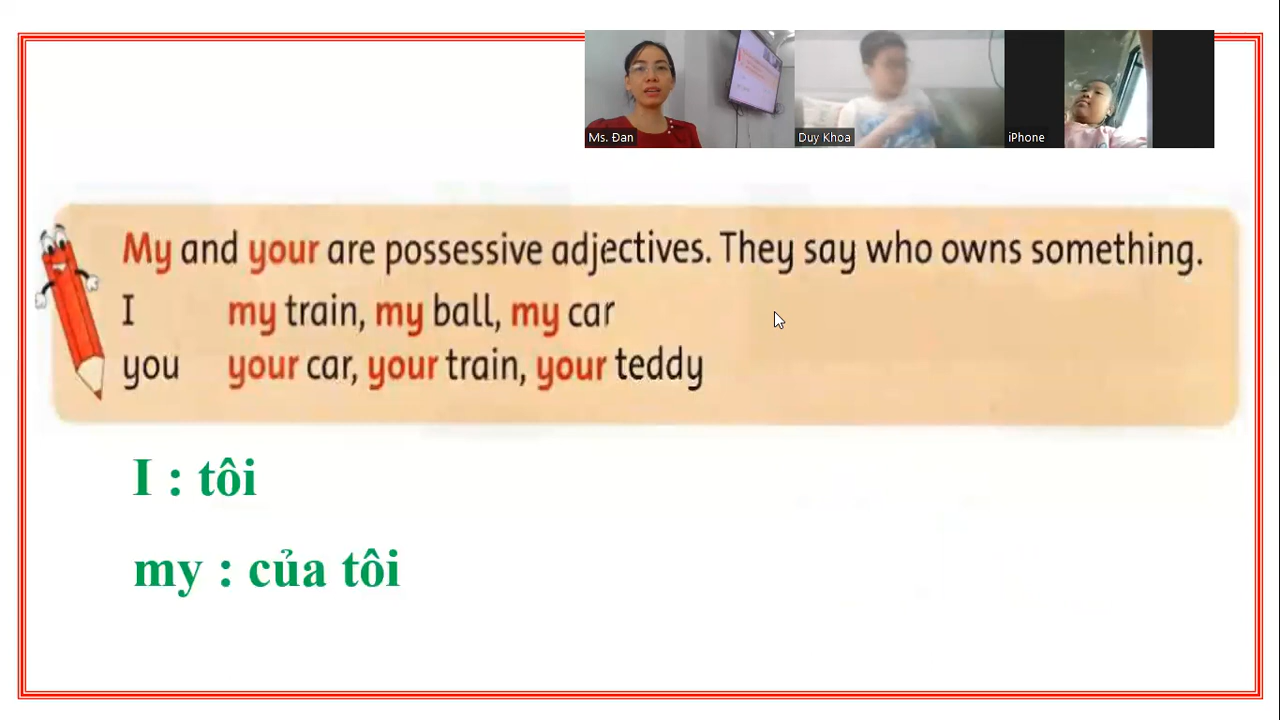 Ms. Đan
Duy Khoa
iPhone
My and your are possessive adjectives. They say who owns something.
I my train, my ball, my car
you your car, your train, your teddy
I : tôi
my : của tôi